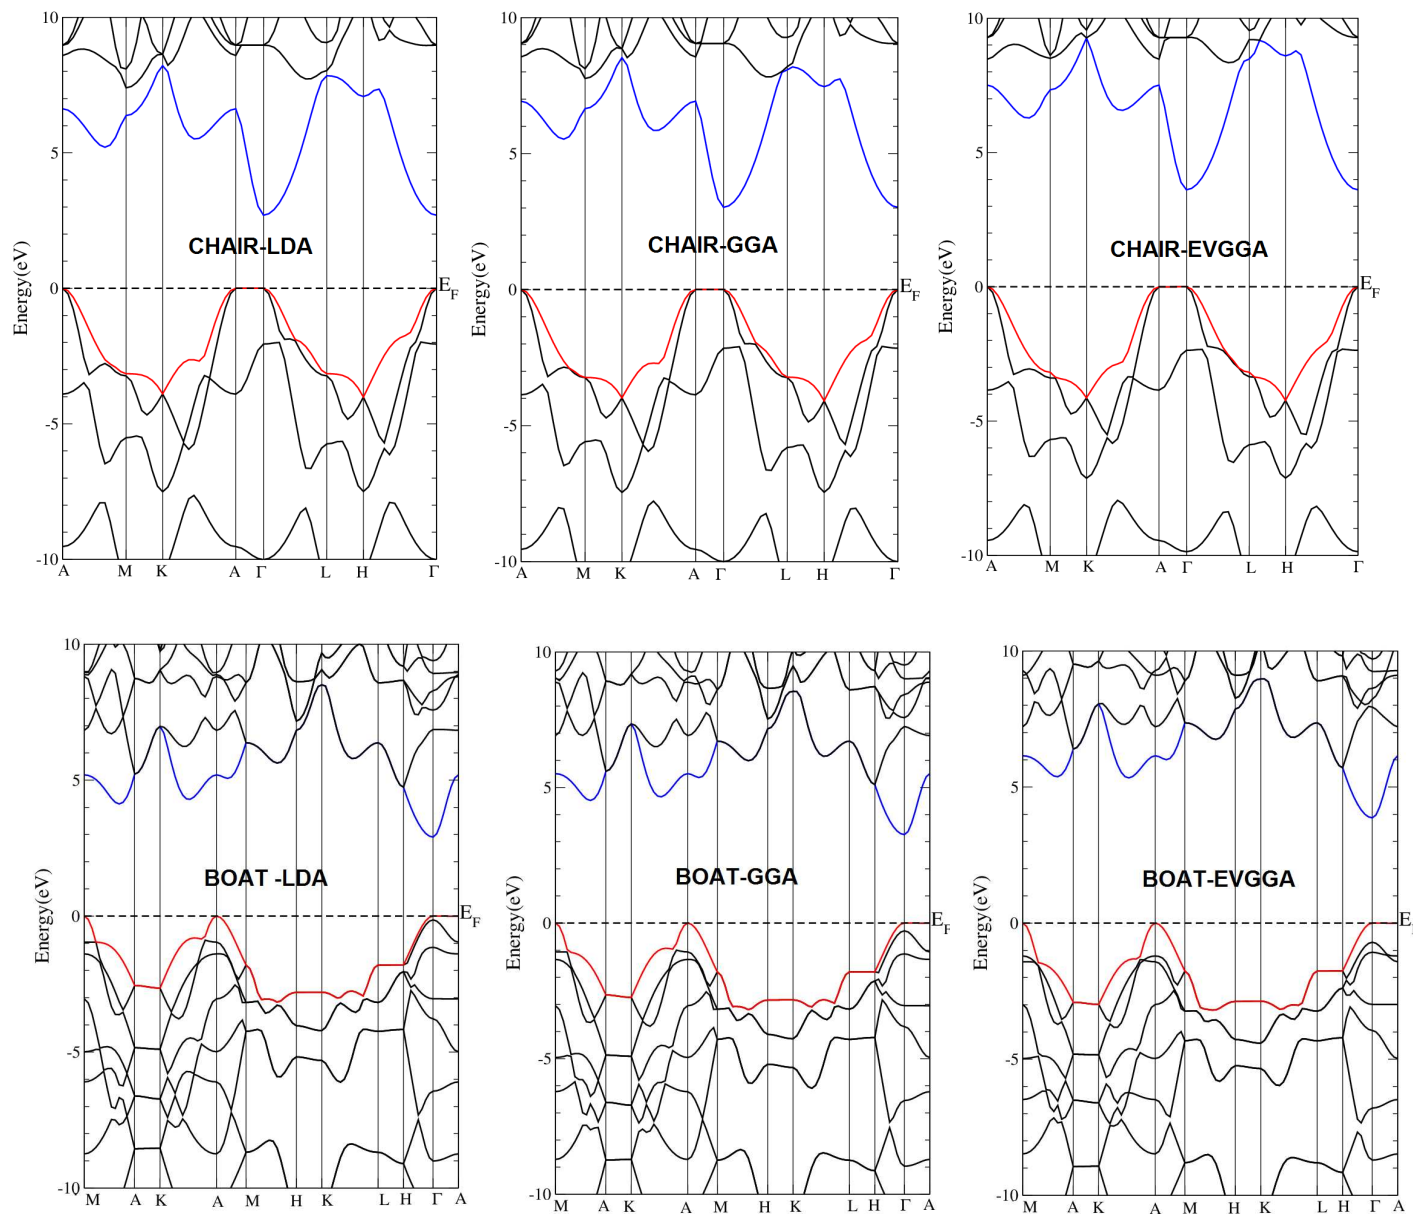 10
5
0
-5
-10
Energy(eV)
CHAIR-LDA
E_F
A M K A Γ L H Γ
10
5
0
-5
-10
Energy(eV)
CHAIR-GGA
E_F
A M K A Γ L H Γ
10
5
0
-5
-10
Energy(eV)
CHAIR-EVGGA
E_F
A M K A Γ L H Γ
10
5
0
-5
-10
Energy(eV)
BOAT -LDA
E_F
M A K A M H K L H Γ A
10
5
0
-5
-10
Energy(eV)
BOAT-GGA
E_F
M A K A M H K L H Γ A
10
5
0
-5
-10
Energy(eV)
BOAT-EVGGA
E
M A K A M H K L H Γ A